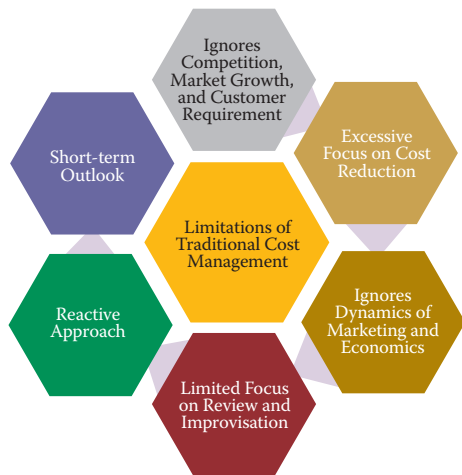 Ignores
Competition,
Market Growth,
and Customer
Requirement
Excessive
Focus on Cost
Reduction
Ignores
Dynamics of
Marketing and
Economics
Limited Focus
on Review and
Improvisation
Reactive
Approach
Short-term
Outlook
Limitations of
Traditional Cost
Management